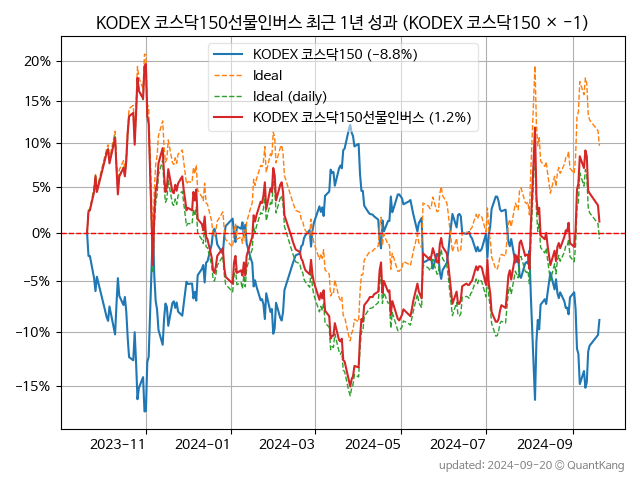 KODEX 코스닥150선물인버스 최근 1년 성과 (KODEX 코스닥150 × −1)
KODEX 코스닥150 (−8.8%)
Ideal
Ideal (daily)
KODEX 코스닥150선물인버스 (1.2%)
20%
15%
10%
5%
0%
−5%
−10%
−15%
2023−11
2024−01
2024−03
2024−05
2024−07
2024−09
updated: 2024−09−20 © QuantKang